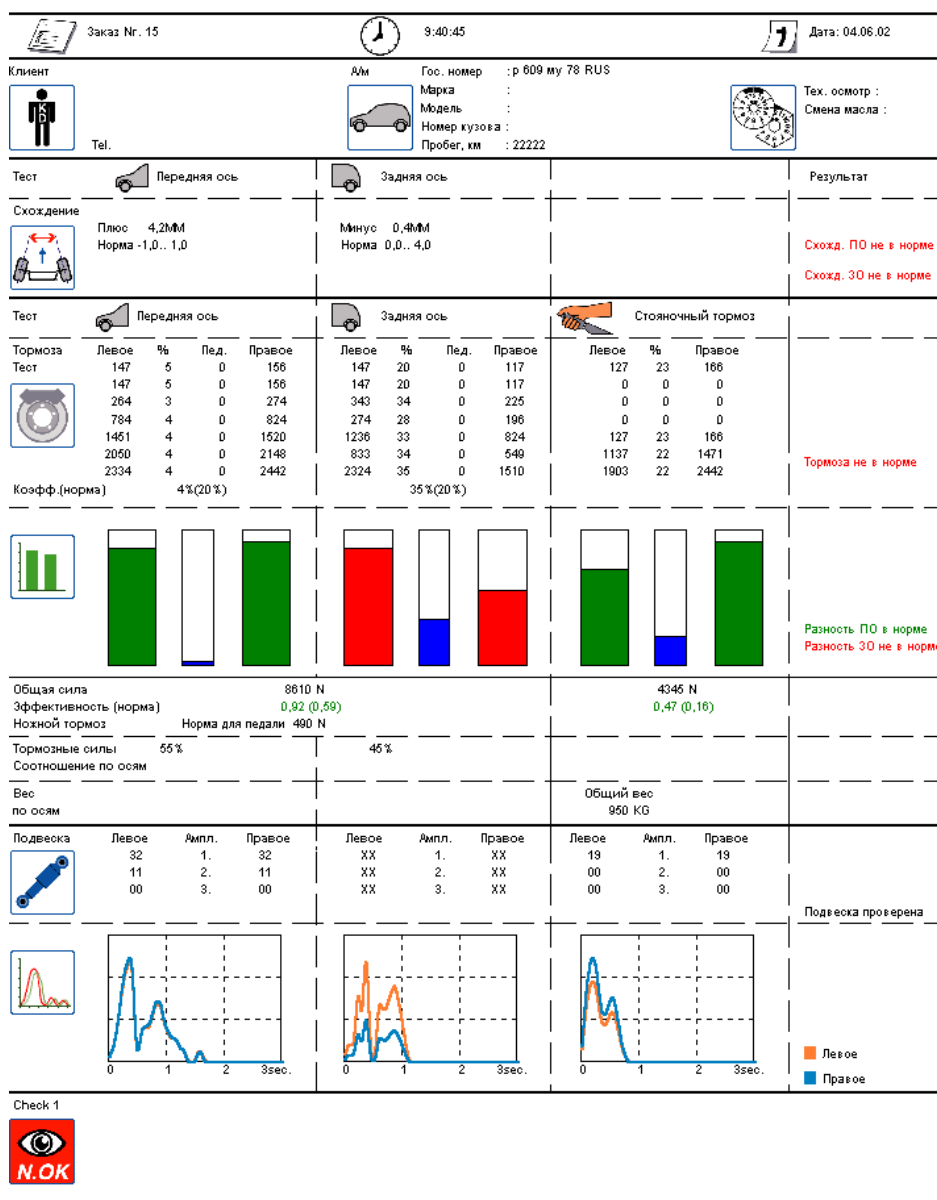 Заказ Nr. 15 9:40:45 Дата: 04.06.02
Клиент А/м Гос. номер :р 609 му 78 RUS
Марка :
Тех. осмотр :
Модель :
Смена масла :
Номер кузова :
Tel. Пробег, км : 22222
KD
Тест Передняя ось Задняя ось Результат
Схождение
Плюс 4,2MM Минус 0,4MM
Норма -1,0.. 1,0 Норма 0,0.. 4,0 Схожд. ПО не в норме
Схожд. ЗО не в норме
Тест Передняя ось Задняя ось Стояночный тормоз
Тормоза Левое % Пед. Правое Левое % Пед. Правое Левое % Правое
Тест 147 5 0 156 147 20 0 117 127 23 166
147 5 0 156 147 20 0 117 0 0 0
264 3 0 274 343 34 0 225 0 0 0
784 4 0 824 274 28 0 196 0 0 0
1451 4 0 1520 1236 33 0 824 127 23 166
2050 4 0 2148 833 34 0 549 1137 22 1471
Тормоза не в норме
2334 4 0 2442 2324 35 0 1510 1903 22 2442
Коэфф.(норма) 4%(20%) 35%(20%)
Разность ПО в норме
Разность ЗО не в норме
Общая сила 8610 N 4345 N
Эффективность (норма) 0,92 (0,59) 0,47 (0,16)
Ножной тормоз Норма для педали 490 N
Тормозные силы 55% 45%
Соотношение по осям
Вес Общий вес
по осям 950 KG
Подвеска Левое Ампл. Правое Левое Ампл. Правое Левое Ампл. Правое
32 1. 32 XX 1. XX 19 1. 19
11 2. 11 XX 2. XX 00 2. 00
00 3. 00 XX 3. XX 00 3. 00
Подвеска проверена
0 1 2 3sec. 0 1 2 3sec. 0 1 2 3sec.
Левое
Правое
Check 1
N.OK